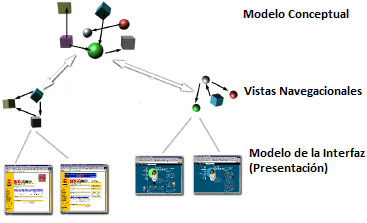 Modelo Conceptual
Vistas Navegacionales
Modelo de la Interfaz
(Presentación)